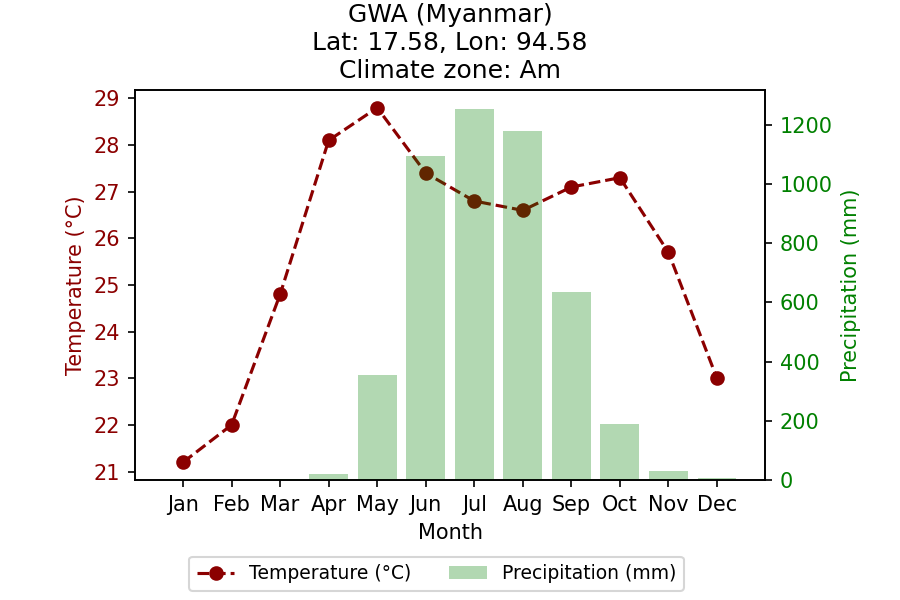 GWA (Myanmar)
Lat: 17.58, Lon: 94.58
Climate zone: Am
29
28
27
26
25
24
23
22
21
Temperature (°C)
1200
1000
800
600
400
200
0
Precipitation (mm)
Jan Feb Mar Apr May Jun Jul Aug Sep Oct Nov Dec
Month
Temperature (°C) Precipitation (mm)